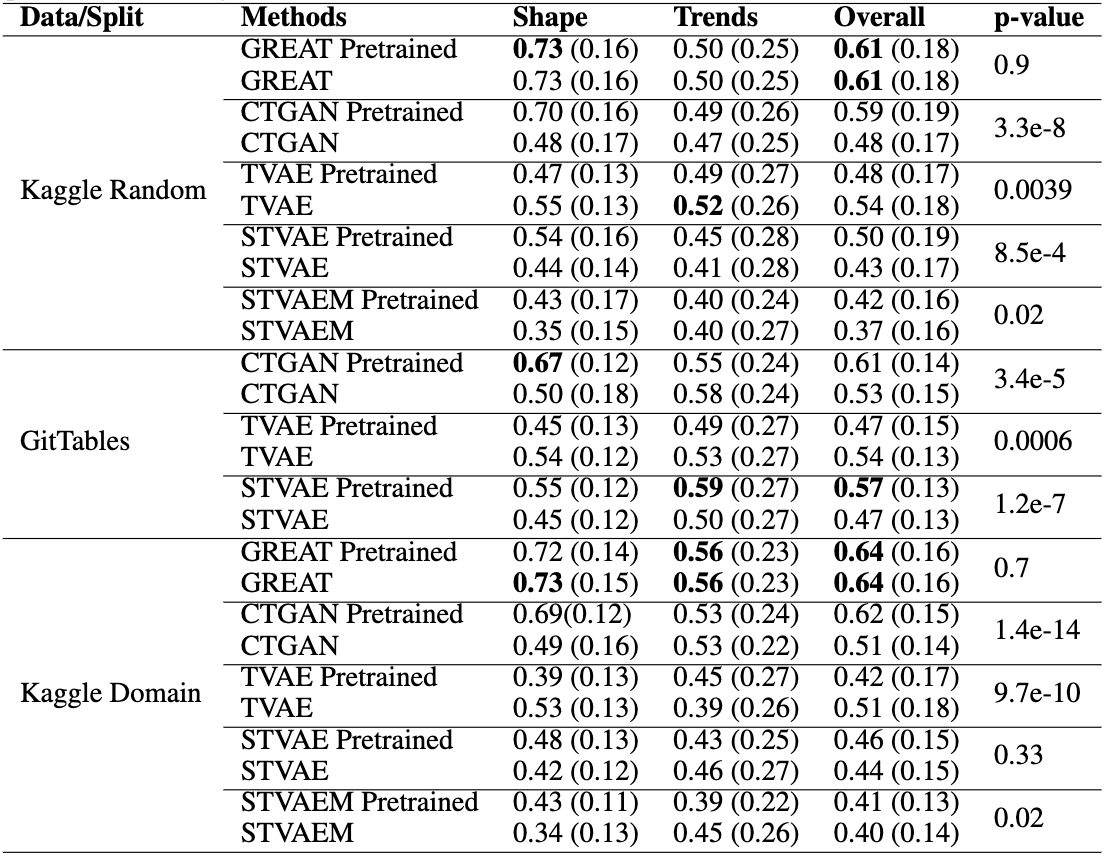 Data/Split Methods Shape Trends Overall p-value
GREAT Pretrained 0.73 (0.16) 0.50 (0.25) 0.61 (0.18)
0.9
GREAT 0.73 (0.16) 0.50 (0.25) 0.61 (0.18)
CTGAN Pretrained 0.70 (0.16) 0.49 (0.26) 0.59 (0.19)
3.3e-8
CTGAN 0.48 (0.17) 0.47 (0.25) 0.48 (0.17)
TVAE Pretrained 0.47 (0.13) 0.49 (0.27) 0.48 (0.17)
Kaggle Random 0.0039
TVAE 0.55 (0.13) 0.52 (0.26) 0.54 (0.18)
STVAE Pretrained 0.54 (0.16) 0.45 (0.28) 0.50 (0.19)
8.5e-4
STVAE 0.44 (0.14) 0.41 (0.28) 0.43 (0.17)
STVAEM Pretrained 0.43 (0.17) 0.40 (0.24) 0.42 (0.16)
0.02
STVAEM 0.35 (0.15) 0.40 (0.27) 0.37 (0.16)
CTGAN Pretrained 0.67 (0.12) 0.55 (0.24) 0.61 (0.14)
3.4e-5
CTGAN 0.50 (0.18) 0.58 (0.24) 0.53 (0.15)
TVAE Pretrained 0.45 (0.13) 0.49 (0.27) 0.47 (0.15)
GitTables 0.0006
TVAE 0.54 (0.12) 0.53 (0.27) 0.54 (0.13)
STVAE Pretrained 0.55 (0.12) 0.59 (0.27) 0.57 (0.13)
1.2e-7
STVAE 0.45 (0.12) 0.50 (0.27) 0.47 (0.13)
GREAT Pretrained 0.72 (0.14) 0.56 (0.23) 0.64 (0.16)
0.7
GREAT 0.73 (0.15) 0.56 (0.23) 0.64 (0.16)
CTGAN Pretrained 0.69(0.12) 0.53 (0.24) 0.62 (0.15)
1.4e-14
CTGAN 0.49 (0.16) 0.53 (0.22) 0.51 (0.14)
TVAE Pretrained 0.39 (0.13) 0.45 (0.27) 0.42 (0.17)
Kaggle Domain 9.7e-10
TVAE 0.53 (0.13) 0.39 (0.26) 0.51 (0.18)
STVAE Pretrained 0.48 (0.13) 0.43 (0.25) 0.46 (0.15)
0.33
STVAE 0.42 (0.12) 0.46 (0.27) 0.44 (0.15)
STVAEM Pretrained 0.43 (0.11) 0.39 (0.22) 0.41 (0.13)
0.02
STVAEM 0.34 (0.13) 0.45 (0.26) 0.40 (0.14)